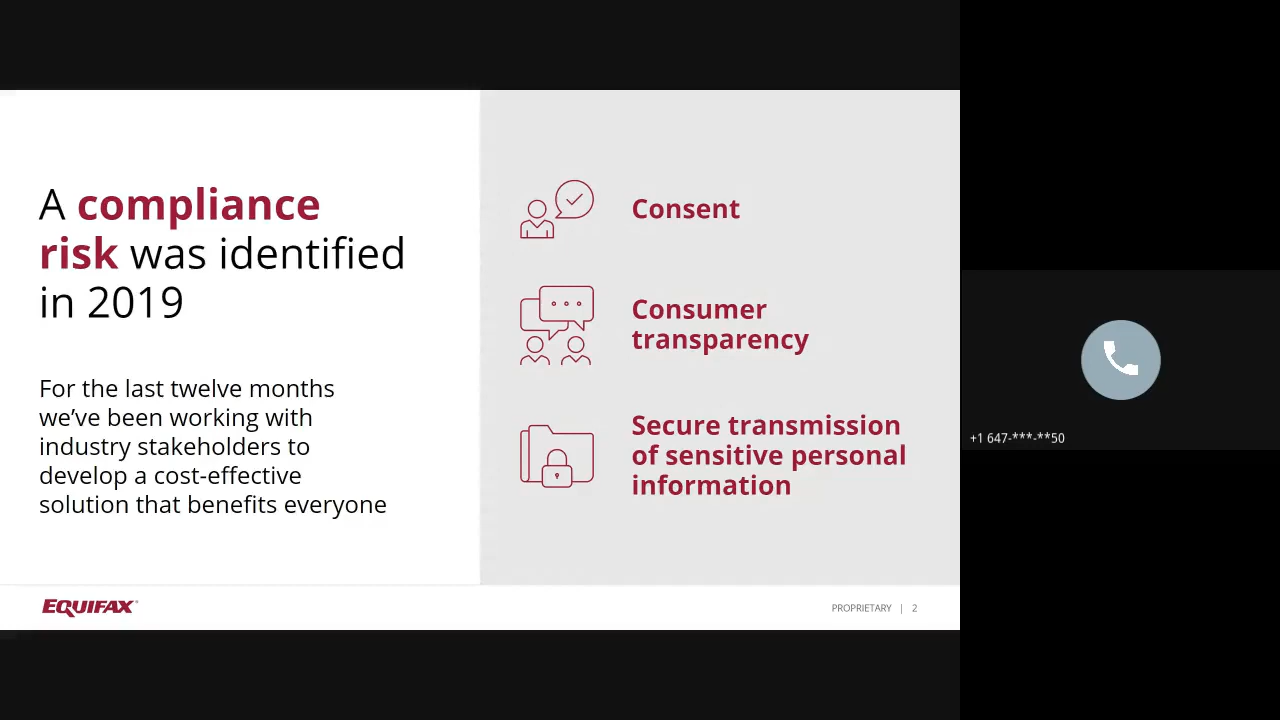 A compliance
risk was identified
in 2019
For the last twelve months
we’ve been working with
industry stakeholders to
develop a cost-effective
solution that benefits everyone
Consent
Consumer
transparency
Secure transmission
of sensitive personal
information
EQUIFAX®
PROPRIETARY | 2
+1 647-***-**50